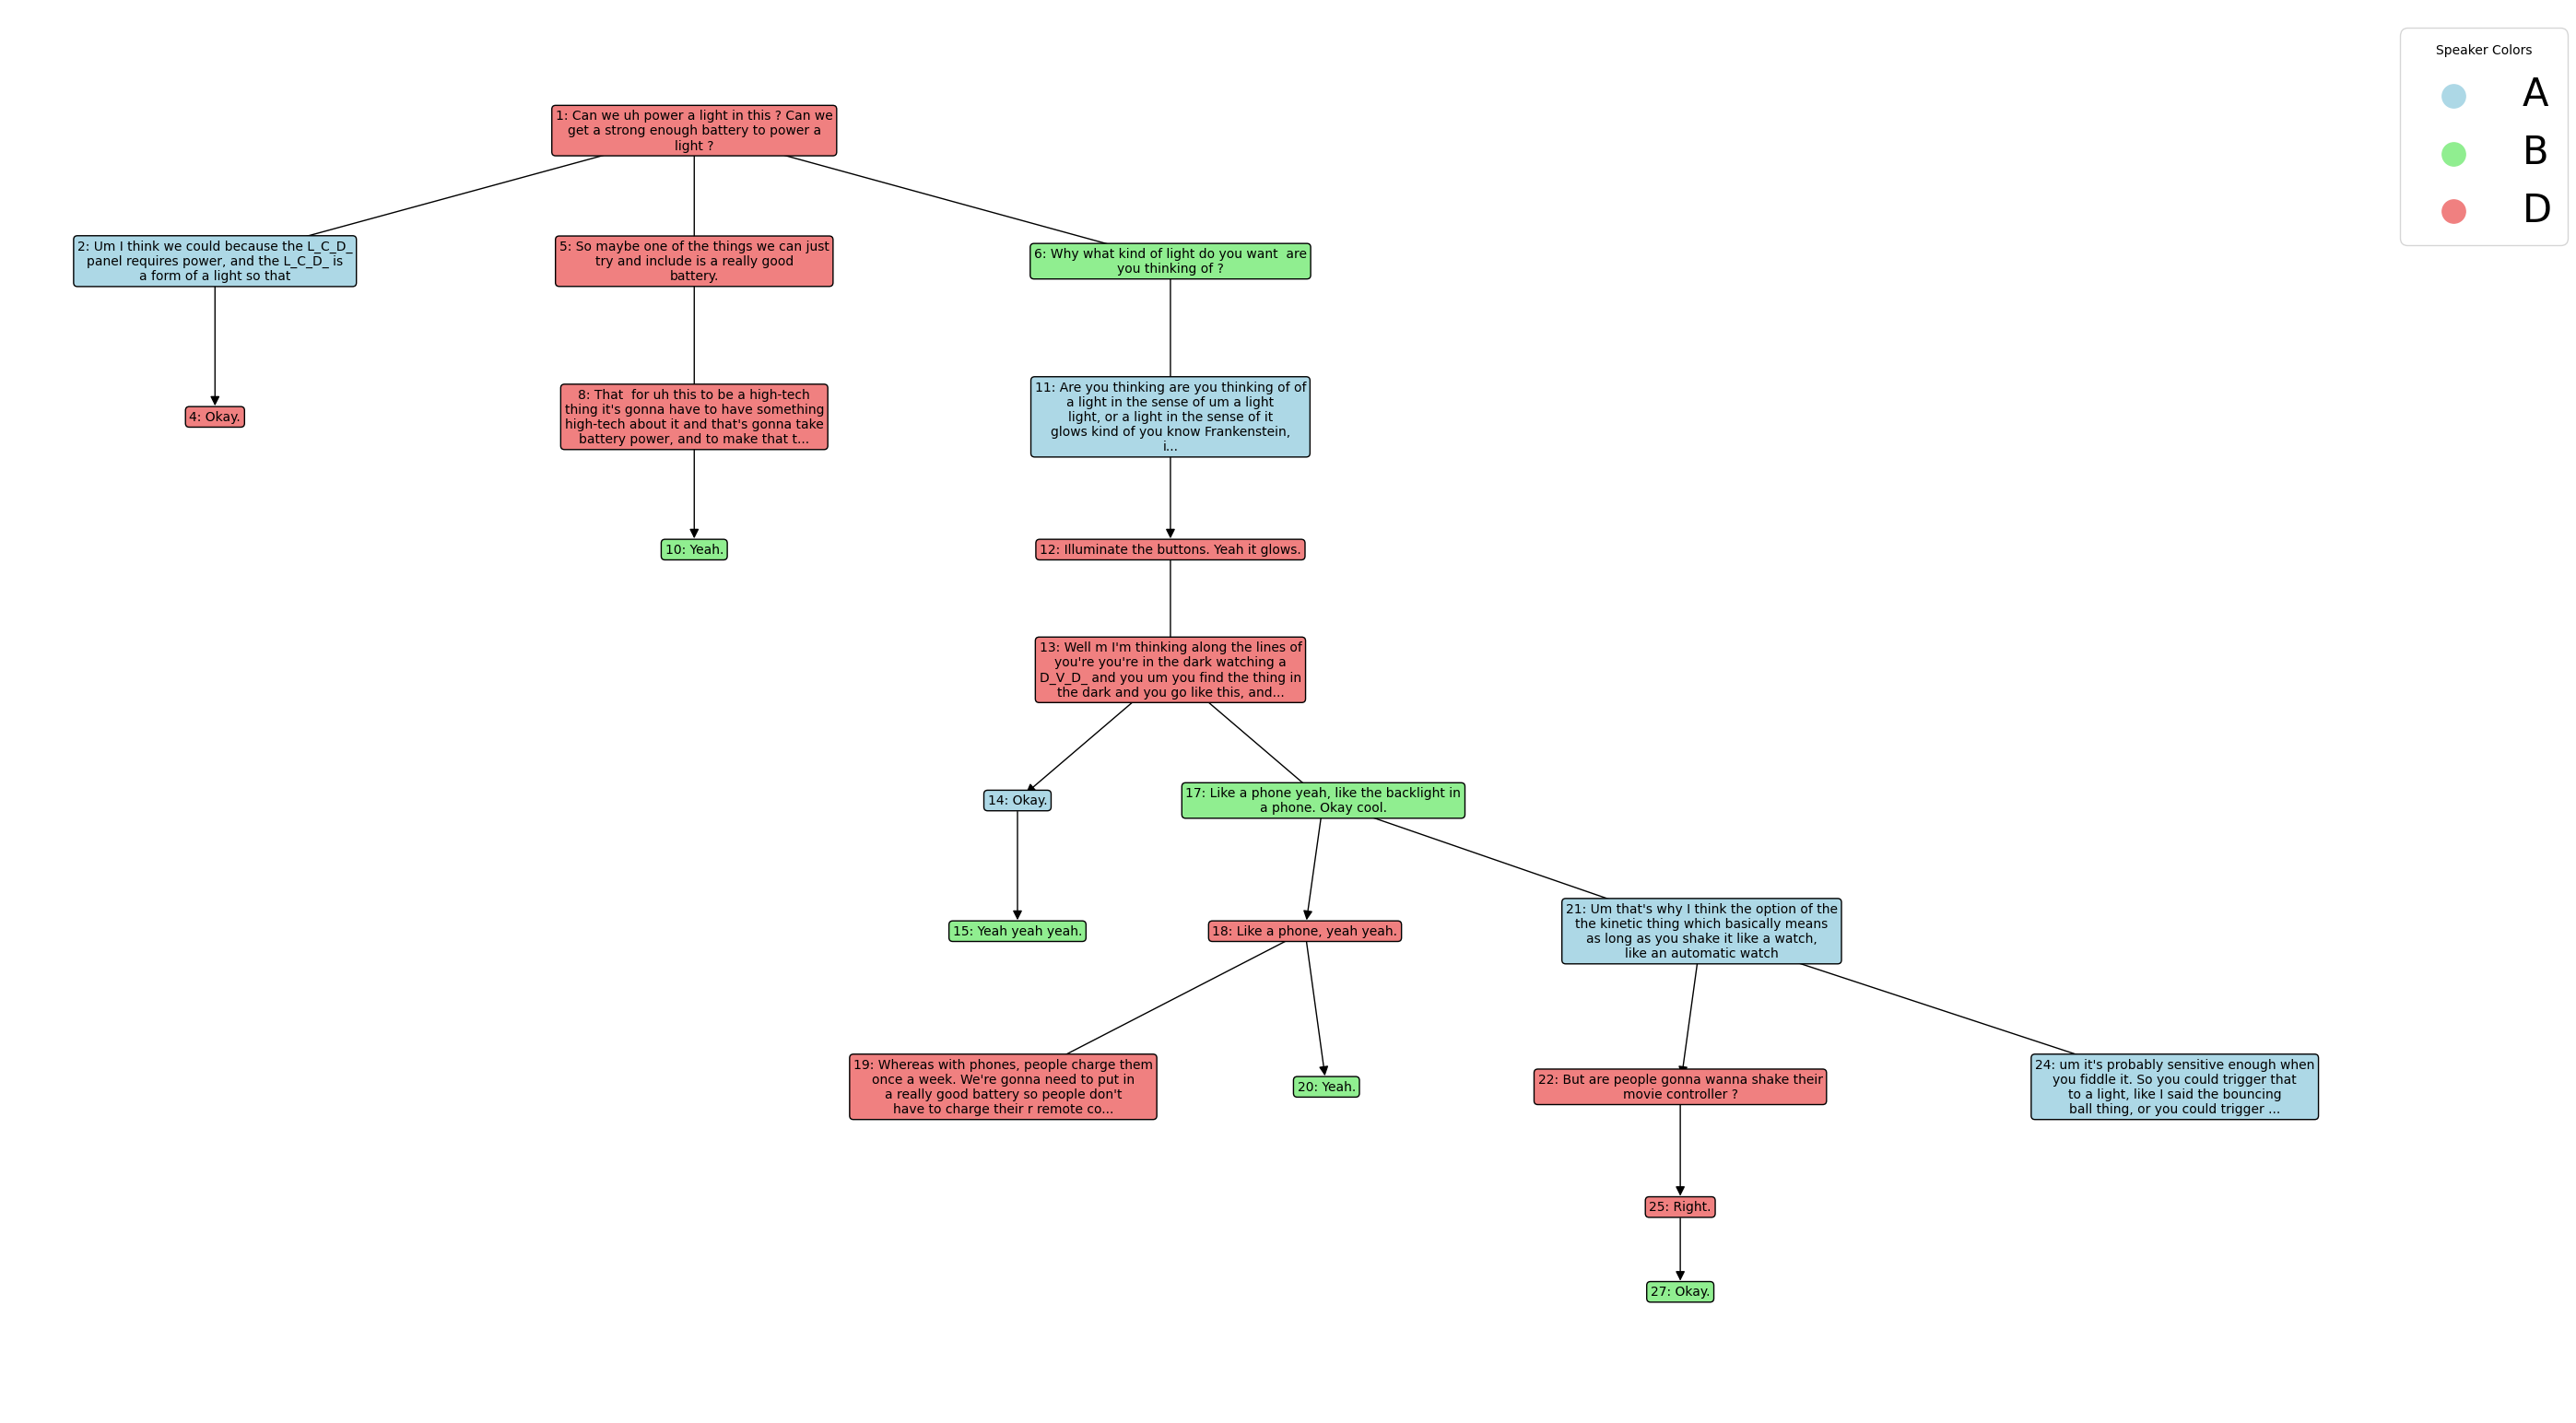 Speaker Colors
A
B
D
1: Can we uh power a light in this ? Can we
get a strong enough battery to power a
light ?
2: Um I think we could because the L_C_D_
panel requires power, and the L_C_D_ is
a form of a light so that
5: So maybe one of the things we can just
try and include is a really good
battery.
6: Why what kind of light do you want  are
you thinking of ?
4: Okay.
8: That  for uh this to be a high-tech
thing it's gonna have to have something
high-tech about it and that's gonna take
battery power, and to make that t...
11: Are you thinking are you thinking of of
a light in the sense of um a light
light, or a light in the sense of it
glows kind of you know Frankenstein,
i...
10: Yeah.
12: Illuminate the buttons. Yeah it glows.
13: Well m I'm thinking along the lines of
you're you're in the dark watching a
D_V_D_ and you um you find the thing in
the dark and you go like this, and...
14: Okay.
17: Like a phone yeah, like the backlight in
a phone. Okay cool.
15: Yeah yeah yeah.
18: Like a phone, yeah yeah.
21: Um that's why I think the option of the
the kinetic thing which basically means
as long as you shake it like a watch,
like an automatic watch
19: Whereas with phones, people charge them
once a week. We're gonna need to put in
a really good battery so people don't
have to charge their r remote co...
20: Yeah.
22: But are people gonna wanna shake their
movie controller ?
24: um it's probably sensitive enough when
you fiddle it. So you could trigger that
to a light, like I said the bouncing
ball thing, or you could trigger ...
25: Right.
27: Okay.